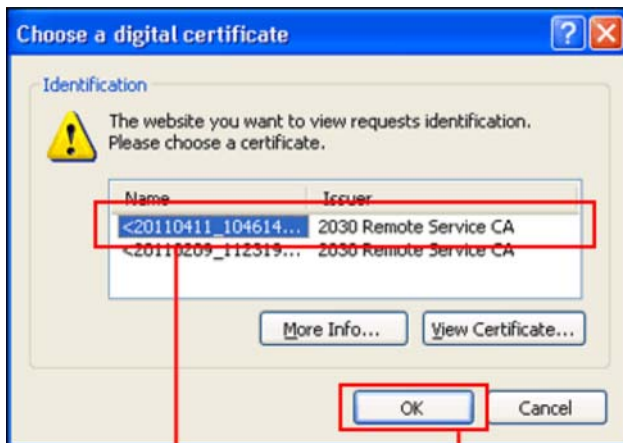 Choose a digital certificate
Identification
The website you want to view requests identification.
Please choose a certificate.
Name Issuer
<20110411_104614... 2030 Remote Service CA
<20110209_112319... 2030 Remote Service CA
More Info... View Certificate...
OK Cancel